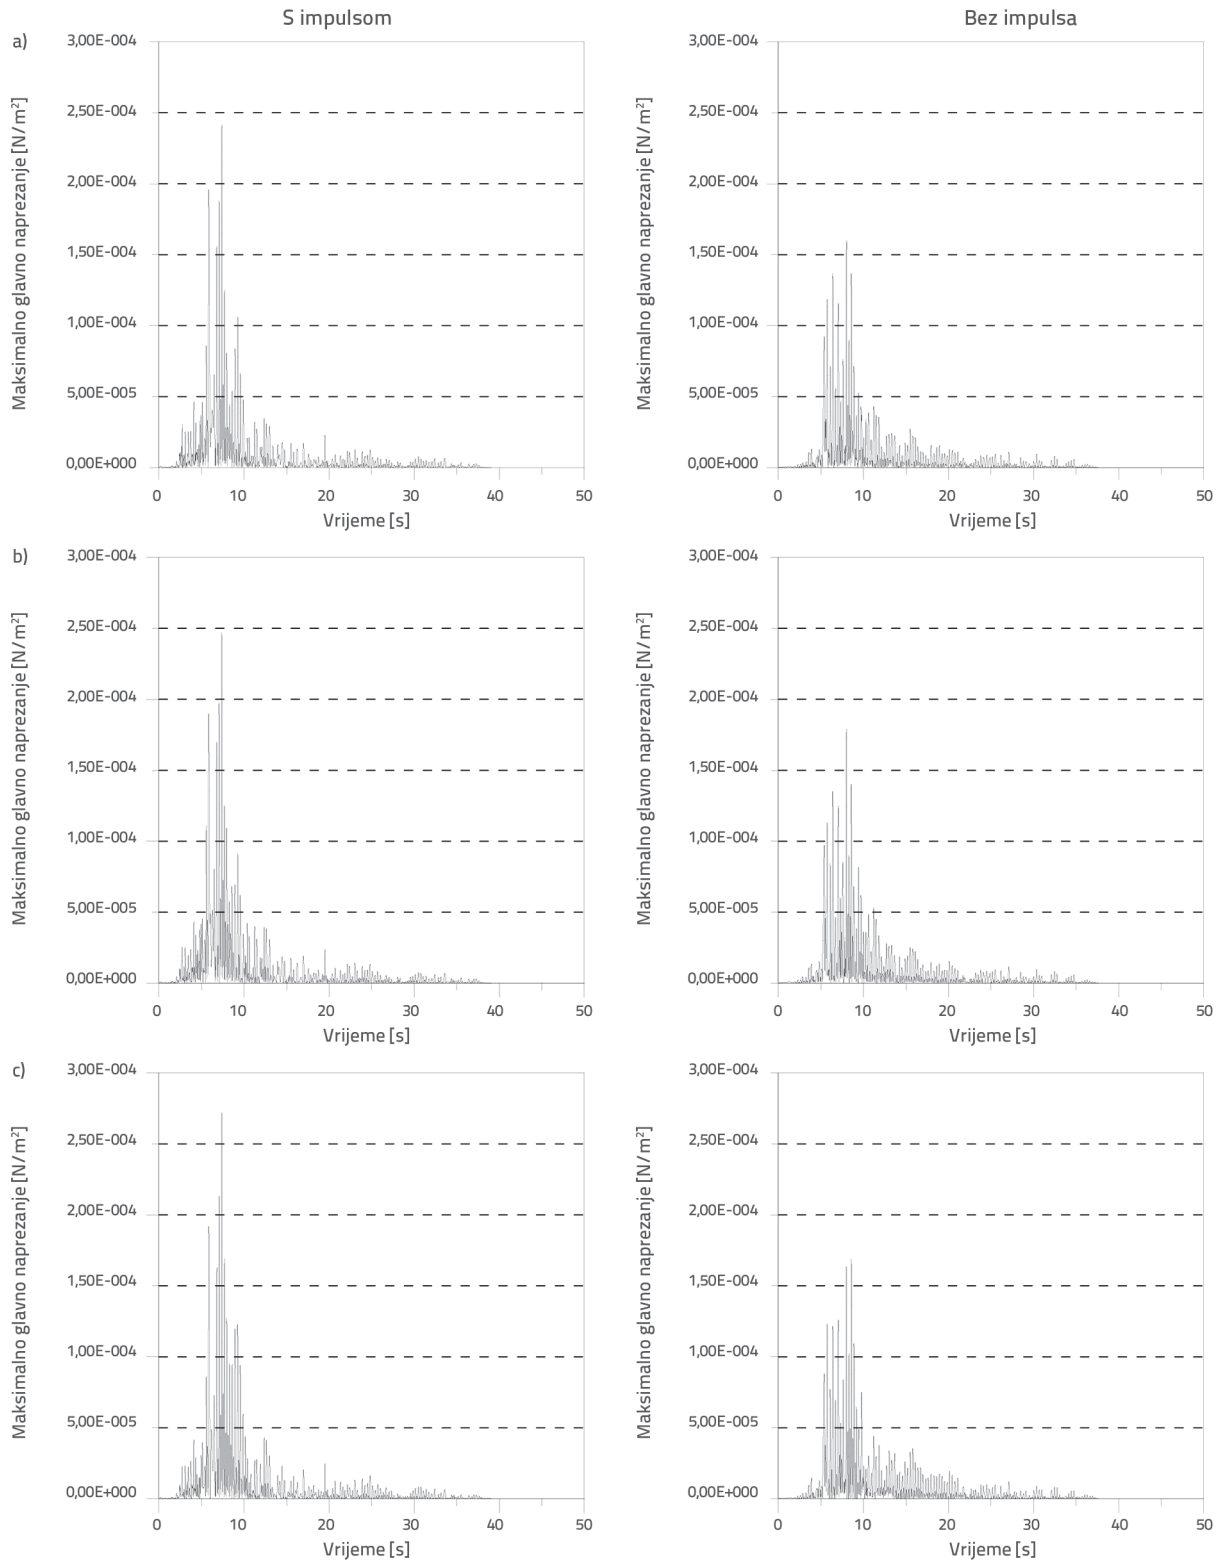 S impulsom
Bez impulsa
a)
Maksimalno glavno naprezanje [N/m²]
3,00E-004
2,50E-004
2,00E-004
1,50E-004
1,00E-004
5,00E-005
0,00E+000
0 10 20 30 40 50
Vrijeme [s]
Maksimalno glavno naprezanje [N/m²]
3,00E-004
2,50E-004
2,00E-004
1,50E-004
1,00E-004
5,00E-005
0,00E+000
0 10 20 30 40 50
Vrijeme [s]
b)
Maksimalno glavno naprezanje [N/m²]
3,00E-004
2,50E-004
2,00E-004
1,50E-004
1,00E-004
5,00E-005
0,00E+000
0 10 20 30 40 50
Vrijeme [s]
Maksimalno glavno naprezanje [N/m²]
3,00E-004
2,50E-004
2,00E-004
1,50E-004
1,00E-004
5,00E-005
0,00E+000
0 10 20 30 40 50
Vrijeme [s]
c)
Maksimalno glavno naprezanje [N/m²]
3,00E-004
2,50E-004
2,00E-004
1,50E-004
1,00E-004
5,00E-005
0,00E+000
0 10 20 30 40 50
Vrijeme [s]
Maksimalno glavno naprezanje [N/m²]
3,00E-004
2,50E-004
2,00E-004
1,50E-004
1,00E-004
5,00E-005
0,00E+000
0 10 20 30 40 50
Vrijeme [s]